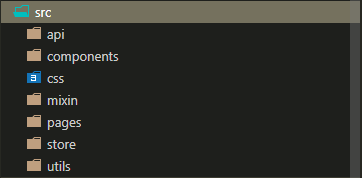 src
api
components
css
mixin
pages
store
utils